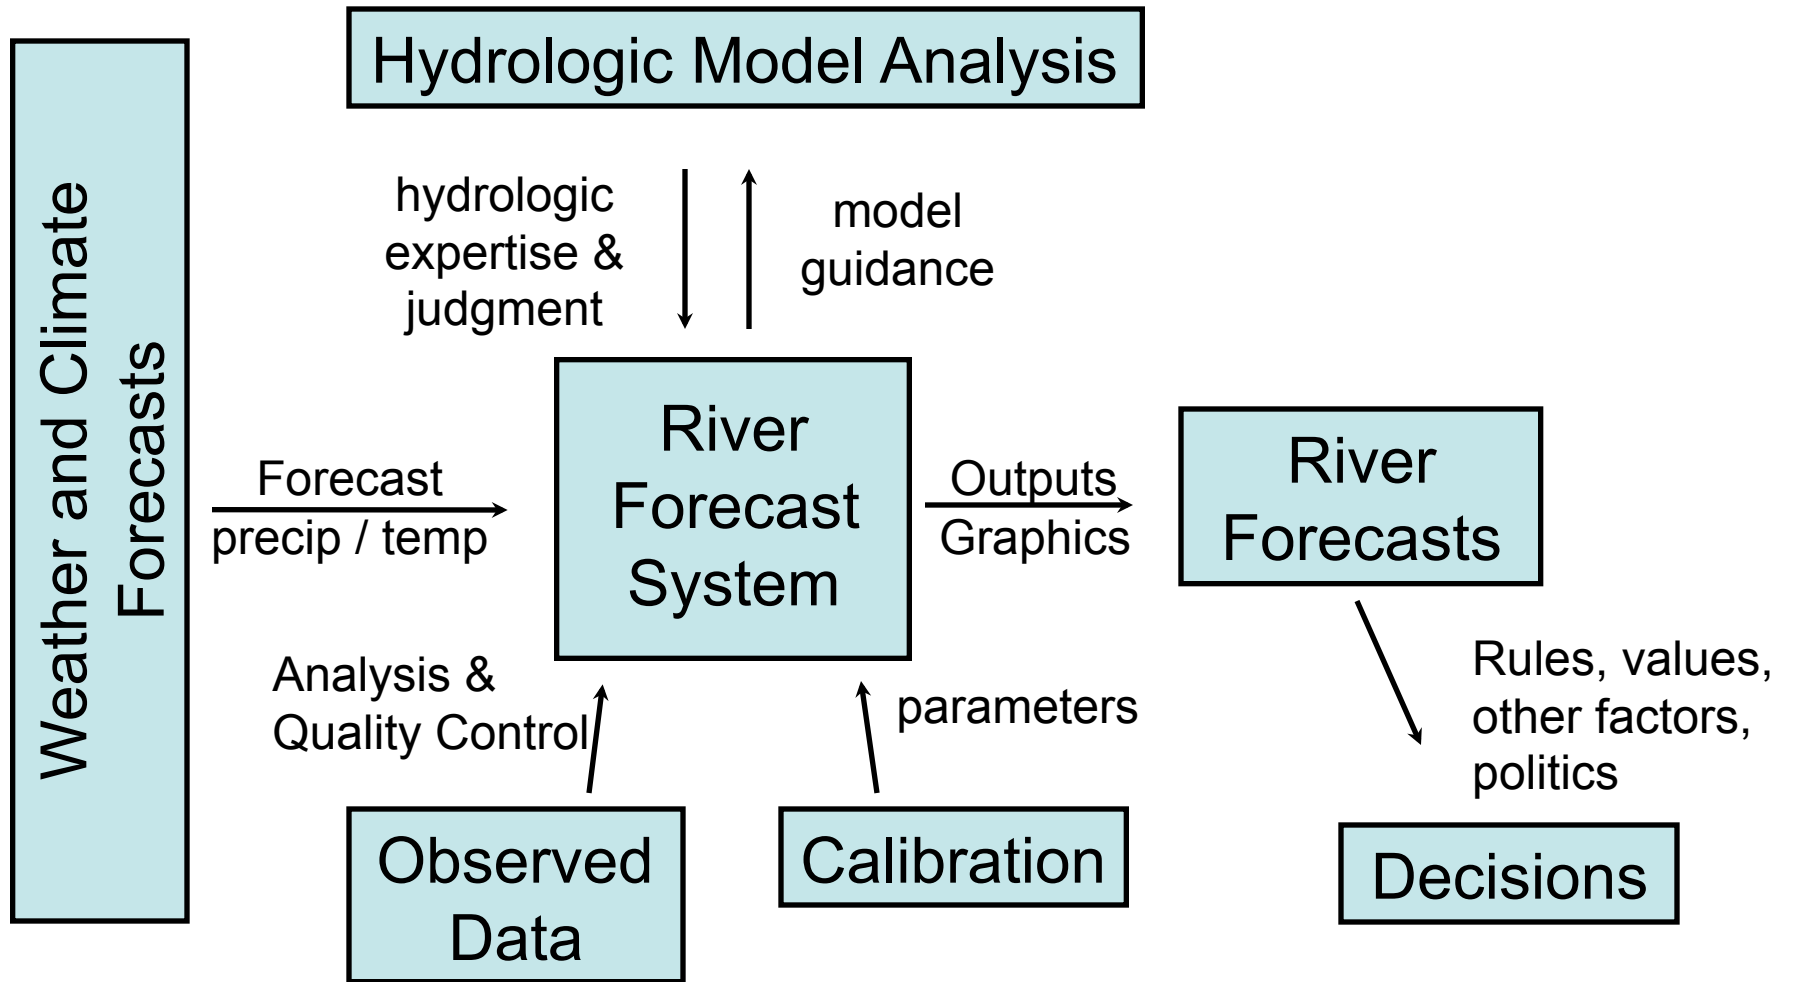 Hydrologic Model Analysis
Weather and Climate
Forecasts
hydrologic
expertise &
judgment
model
guidance
Forecast
precip / temp
River
Forecast
System
Outputs
Graphics
River
Forecasts
Analysis &
Quality Control
parameters
Rules, values,
other factors,
politics
Observed
Data
Calibration
Decisions